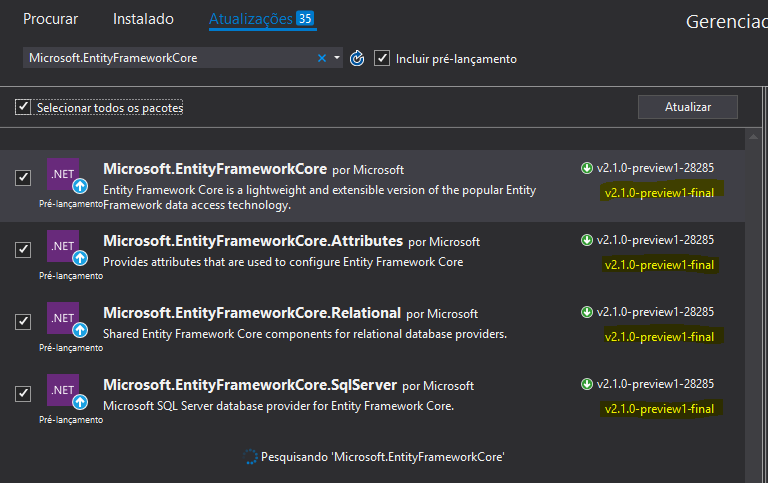 Procurar Instalado Atualizações 35
Gerenciad
Microsoft.EntityFrameworkCore Incluir pré-lançamento
Selecionar todos os pacotes Atualizar
.NET Microsoft.EntityFrameworkCore por Microsoft v2.1.0-preview1-28285
Entity Framework Core is a lightweight and extensible version of the popular Entity v2.1.0-preview1-final
Pré-lançamento Framework data access technology.
.NET Microsoft.EntityFrameworkCore.Attributes por Microsoft v2.1.0-preview1-28285
Provides attributes that are used to configure Entity Framework Core v2.1.0-preview1-final
Pré-lançamento
.NET Microsoft.EntityFrameworkCore.Relational por Microsoft v2.1.0-preview1-28285
Shared Entity Framework Core components for relational database providers. v2.1.0-preview1-final
Pré-lançamento
.NET Microsoft.EntityFrameworkCore.SqlServer por Microsoft v2.1.0-preview1-28285
Microsoft SQL Server database provider for Entity Framework Core. v2.1.0-preview1-final
Pré-lançamento
Pesquisando 'Microsoft.EntityFrameworkCore'